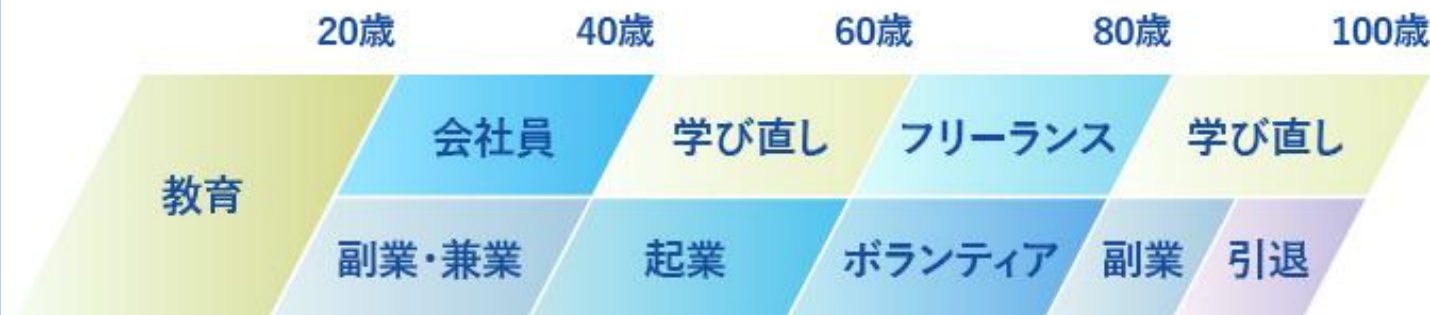 20歳 40歳 60歳 80歳 100歳
会社員 学び直し フリーランス 学び直し
教育
副業・兼業 起業 ボランティア 副業 引退